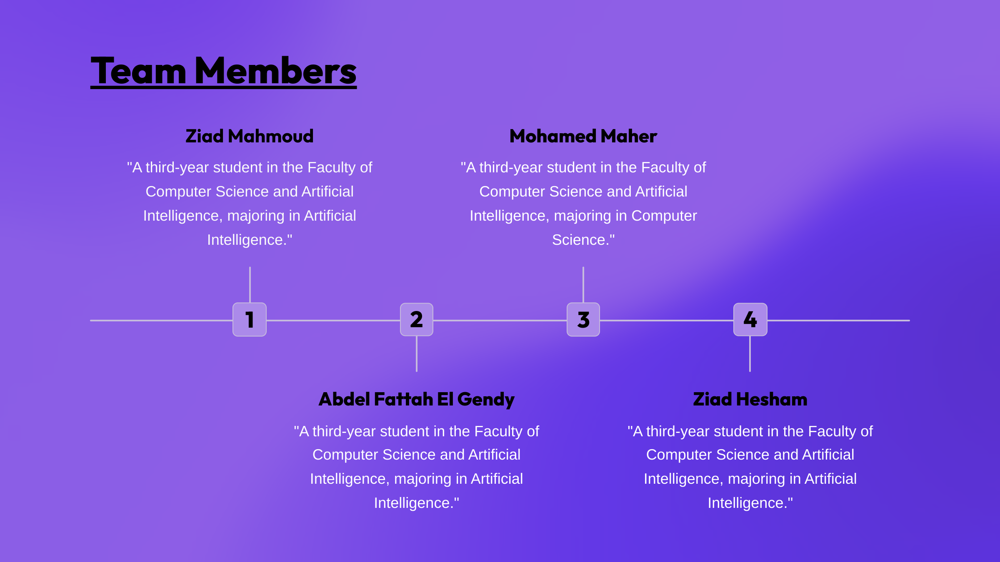 Team Members
Ziad Mahmoud
"A third-year student in the Faculty of
Computer Science and Artificial
Intelligence, majoring in Artificial
Intelligence."
Mohamed Maher
"A third-year student in the Faculty of
Computer Science and Artificial
Intelligence, majoring in Computer
Science."
1
2
3
4
Abdel Fattah El Gendy
"A third-year student in the Faculty of
Computer Science and Artificial
Intelligence, majoring in Artificial
Intelligence."
Ziad Hesham
"A third-year student in the Faculty of
Computer Science and Artificial
Intelligence, majoring in Artificial
Intelligence."